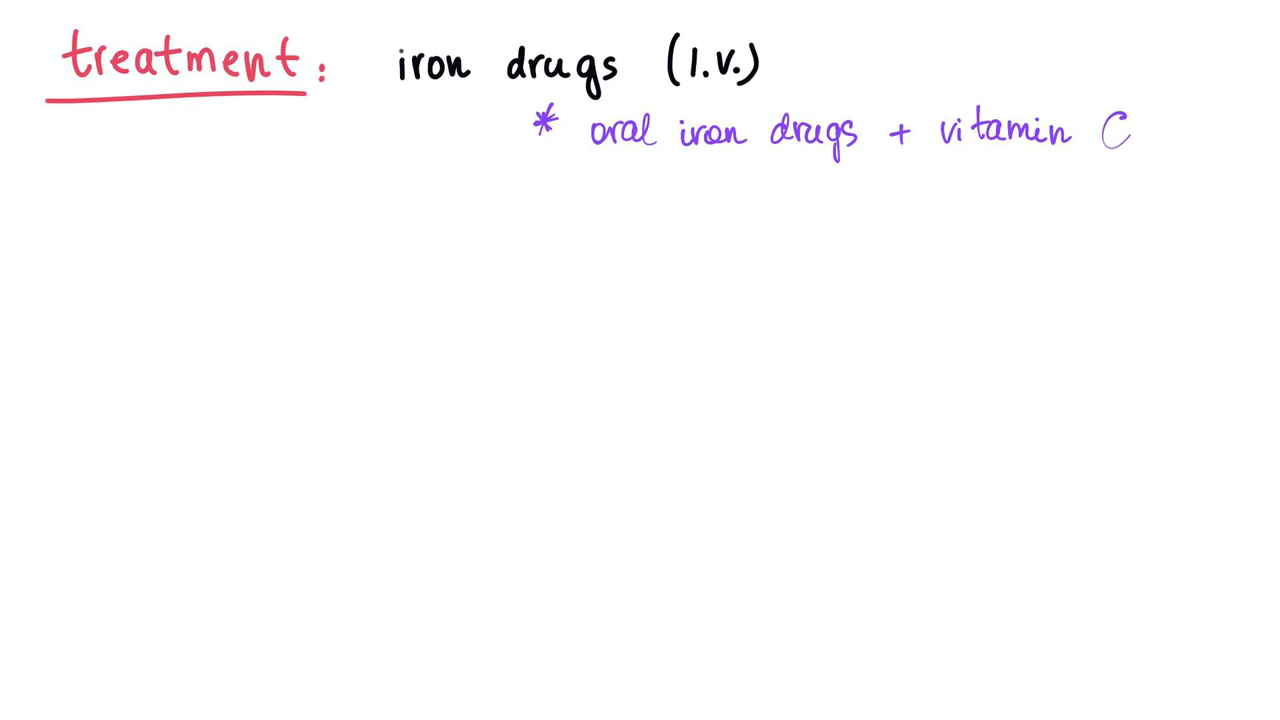 treatment: iron drugs (I.V.)
* oral iron drugs + vitamin C